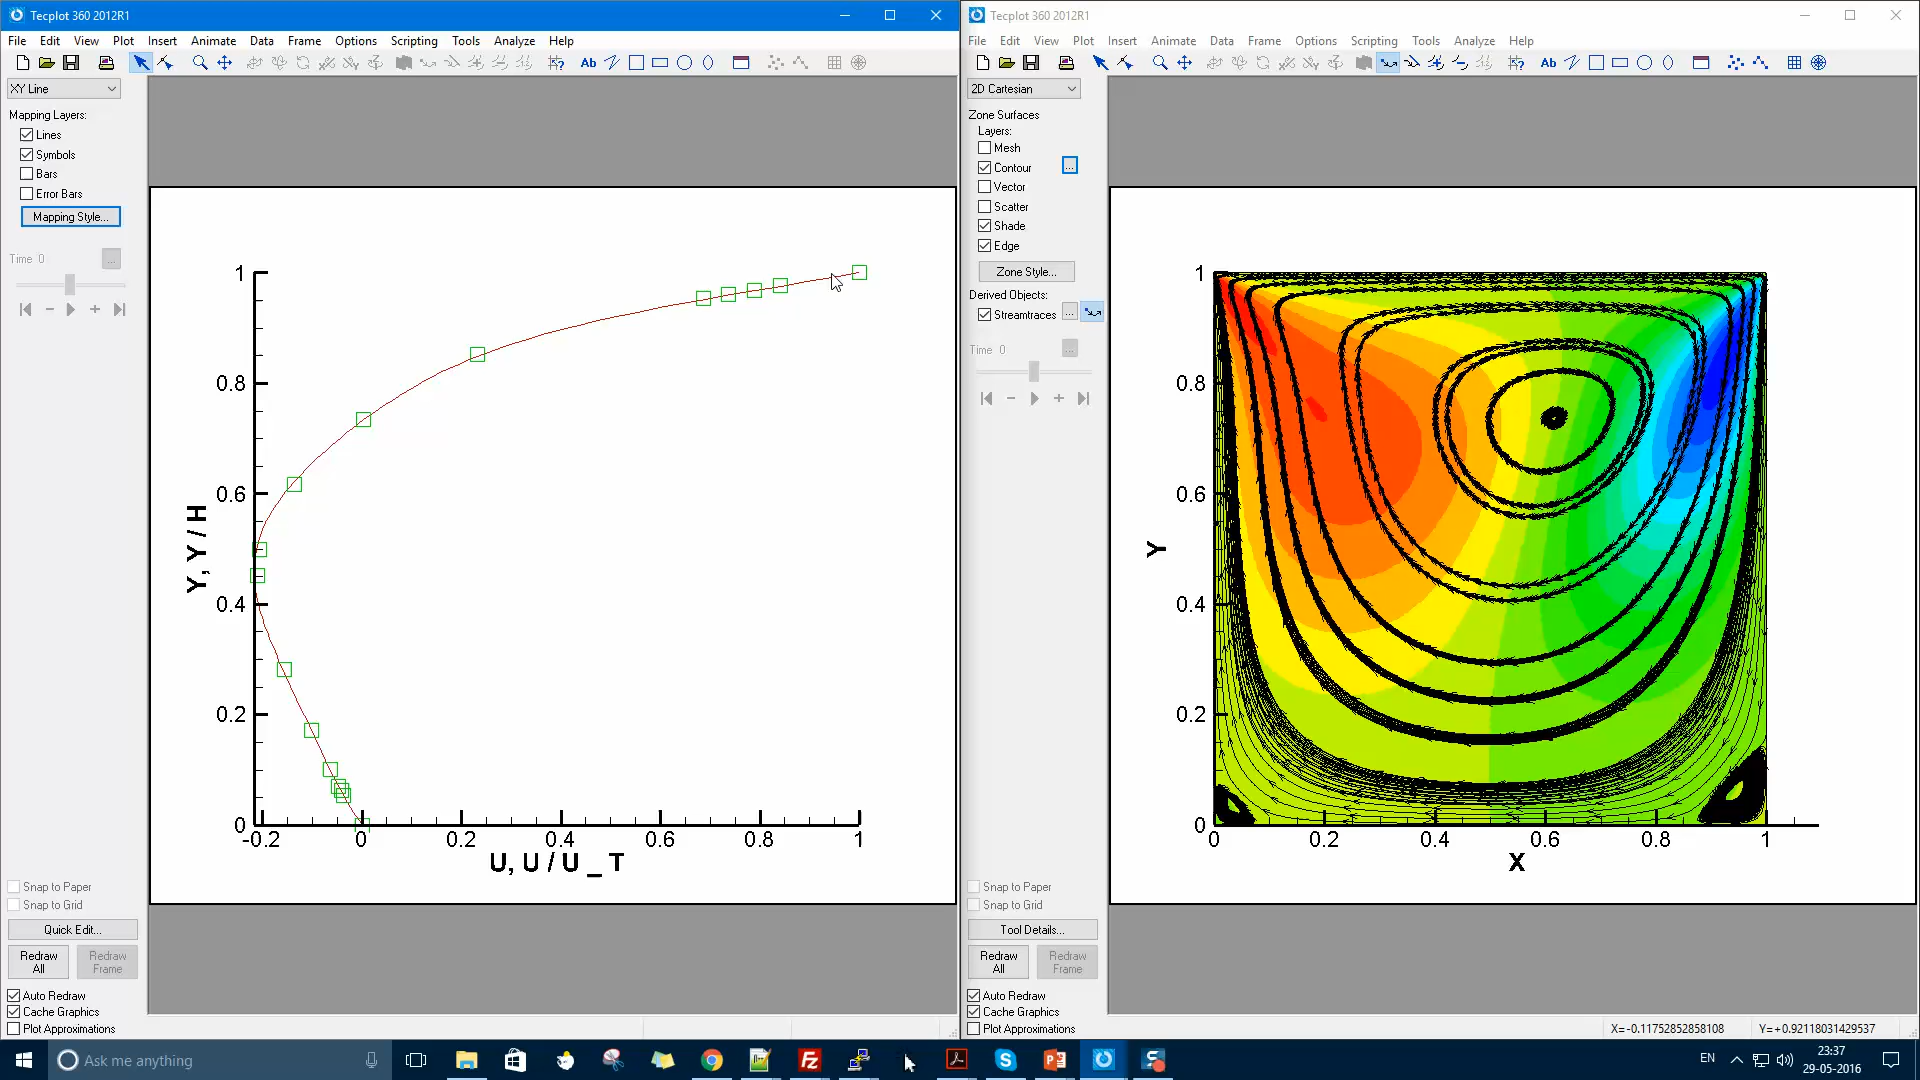 Tecplot 360 2012R1
File Edit View Plot Insert Animate Data Frame Options Scripting Tools Analyze Help
Ab
XY Line
Mapping Layers:
Lines
Symbols
Bars
Error Bars
Mapping Style...
Time 0
...
1
0.8
0.6
0.4
0.2
0
Y, Y / H
-0.2 0 0.2 0.4 0.6 0.8 1
U, U / U _ T
Snap to Paper
Snap to Grid
Quick Edit...
Redraw All
Redraw Frame
Auto Redraw
Cache Graphics
Plot Approximations
Tecplot 360 2012R1
File Edit View Plot Insert Animate Data Frame Options Scripting Tools Analyze Help
Ab
2D Cartesian
Zone Surfaces
Layers:
Mesh
Contour ...
Vector
Scatter
Shade
Edge
Zone Style...
Derived Objects:
Streamtraces ...
Time 0
...
1
0.8
0.6
0.4
0.2
0
Y
0 0.2 0.4 0.6 0.8 1
X
Snap to Paper
Snap to Grid
Tool Details...
Redraw All
Redraw Frame
Auto Redraw
Cache Graphics
Plot Approximations
X=-0.11752852858108 Y=+0.92118031429537
Ask me anything
EN
23:37
29-05-2016